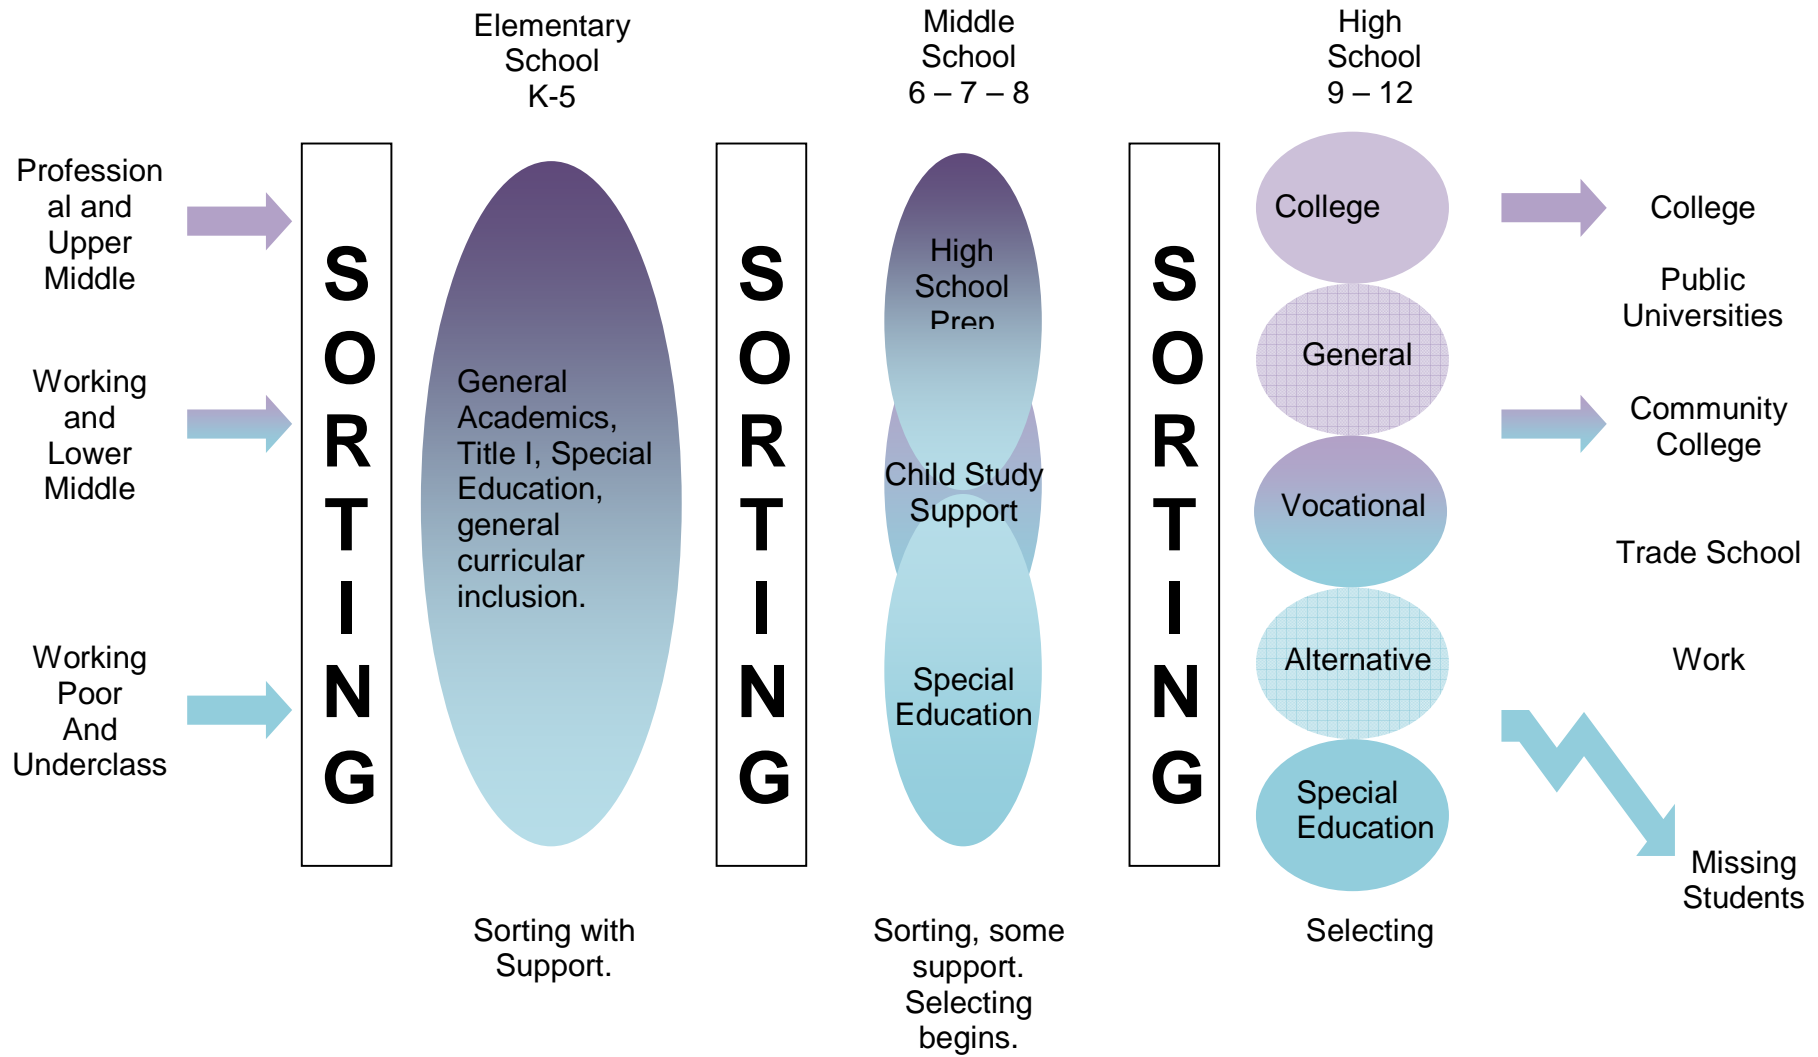 Elementary
School
K-5
Middle
School
6 – 7 – 8
High
School
9 – 12
Profession
al and
Upper
Middle
Working
and
Lower
Middle
Working
Poor
And
Underclass
S
O
R
T
I
N
G
General
Academics,
Title I, Special
Education,
general
curricular
inclusion.
S
O
R
T
I
N
G
High
School
Prep
Child Study
Support
Special
Education
S
O
R
T
I
N
G
College
General
Vocational
Alternative
Special
Education
College
Public
Universities
Community
College
Trade School
Work
Missing
Students
Sorting with
Support.
Sorting, some
support.
Selecting
begins.
Selecting